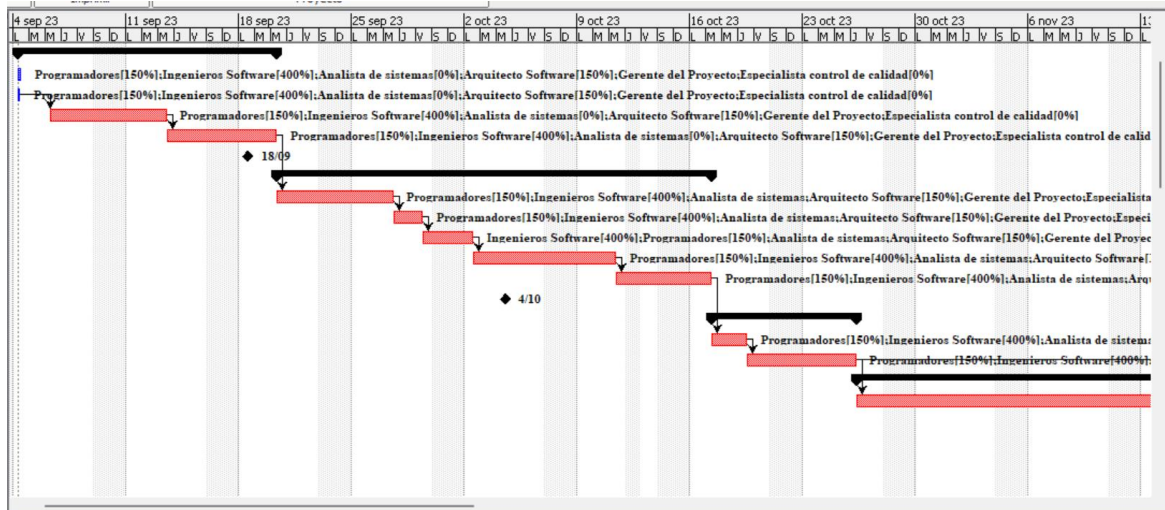 Imprimir
Proyecto
4 sep 23 11 sep 23 18 sep 23 25 sep 23 2 oct 23 9 oct 23 16 oct 23 23 oct 23 30 oct 23 6 nov 23 13
L M M J V S D L M M J V S D L M M J V S D L M M J V S D L M M J V S D L M M J V S D L M M J V S D L M M J V S D L M M J V S D L M M J V S D L
Programadores[150%];Ingenieros Software[400%];Analista de sistemas[0%];Arquitecto Software[150%];Gerente del Proyecto;Especialista control de calidad[0%]
Programadores[150%];Ingenieros Software[400%];Analista de sistemas[0%];Arquitecto Software[150%];Gerente del Proyecto;Especialista control de calidad[0%]
Programadores[150%];Ingenieros Software[400%];Analista de sistemas[0%];Arquitecto Software[150%];Gerente del Proyecto;Especialista control de calidad[0%]
Programadores[150%];Ingenieros Software[400%];Analista de sistemas[0%];Arquitecto Software[150%];Gerente del Proyecto;Especialista control de calid
18/09
Programadores[150%];Ingenieros Software[400%];Analista de sistemas;Arquitecto Software[150%];Gerente del Proyecto;Especialista
Programadores[150%];Ingenieros Software[400%];Analista de sistemas;Arquitecto Software[150%];Gerente del Proyecto;Especi
Ingenieros Software[400%];Programadores[150%];Analista de sistemas;Arquitecto Software[150%];Gerente del Proyec
Programadores[150%];Ingenieros Software[400%];Analista de sistemas;Arquitecto Software[
Programadores[150%];Ingenieros Software[400%];Analista de sistemas;Arqu
4/10
Programadores[150%];Ingenieros Software[400%];Analista de sistema
Programadores[150%];Ingenieros Software[400%];